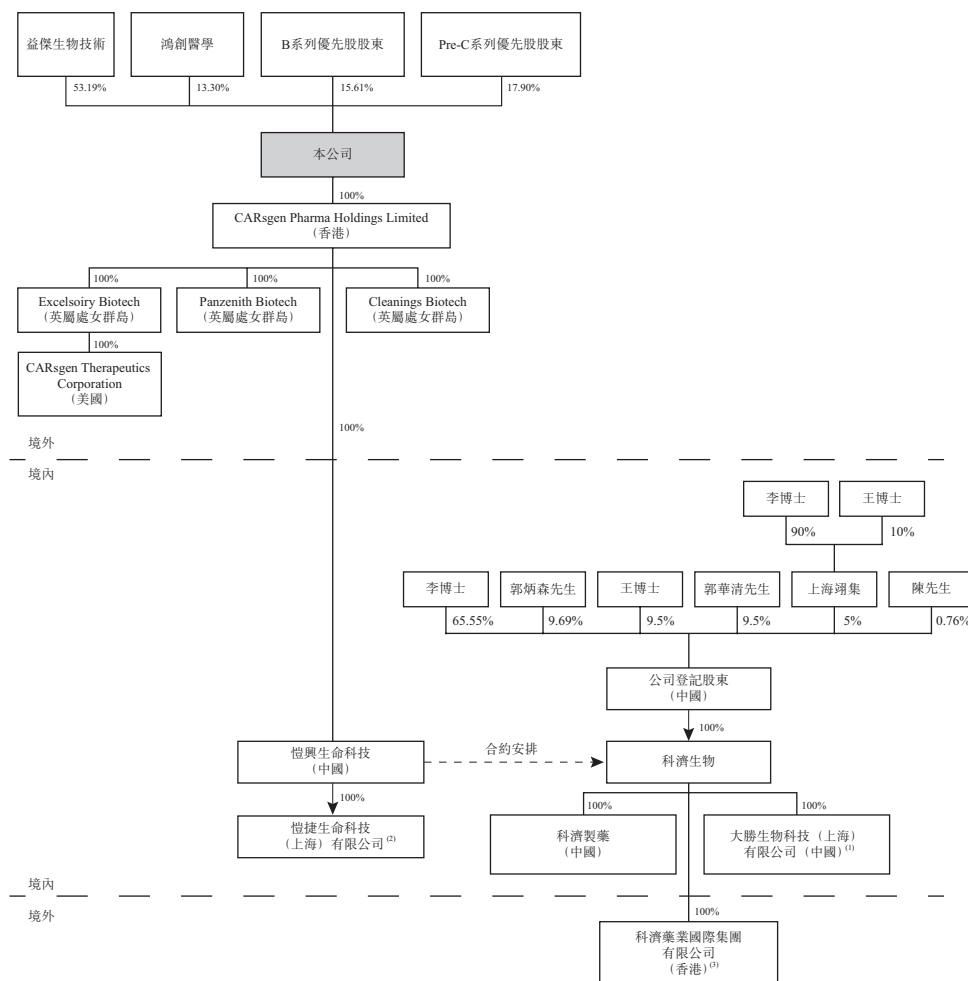 益傑生物技術
鴻創醫學
B系列優先股股東
Pre-C系列優先股股東
53.19%
13.30%
15.61%
17.90%
本公司
100%
CARsgen Pharma Holdings Limited
（香港）
100%
100%
100%
Excelsoiry Biotech
（英屬處女群島）
Panzenith Biotech
（英屬處女群島）
Cleanings Biotech
（英屬處女群島）
100%
CARsgen Therapeutics
Corporation
（美國）
100%
境外
境內
李博士
王博士
90%
10%
李博士
郭炳森先生
王博士
郭華清先生
上海翊集
陳先生
65.55%
9.69%
9.5%
9.5%
5%
0.76%
公司登記股東
（中國）
100%
愷興生命科技
（中國）
合約安排
科濟生物
100%
愷捷生命科技
（上海）有限公司(2)
100%
100%
科濟製藥
（中國）
大勝生物科技（上海）
有限公司（中國）(1)
境內
境外
100%
科濟藥業國際集團
有限公司
（香港）(3)